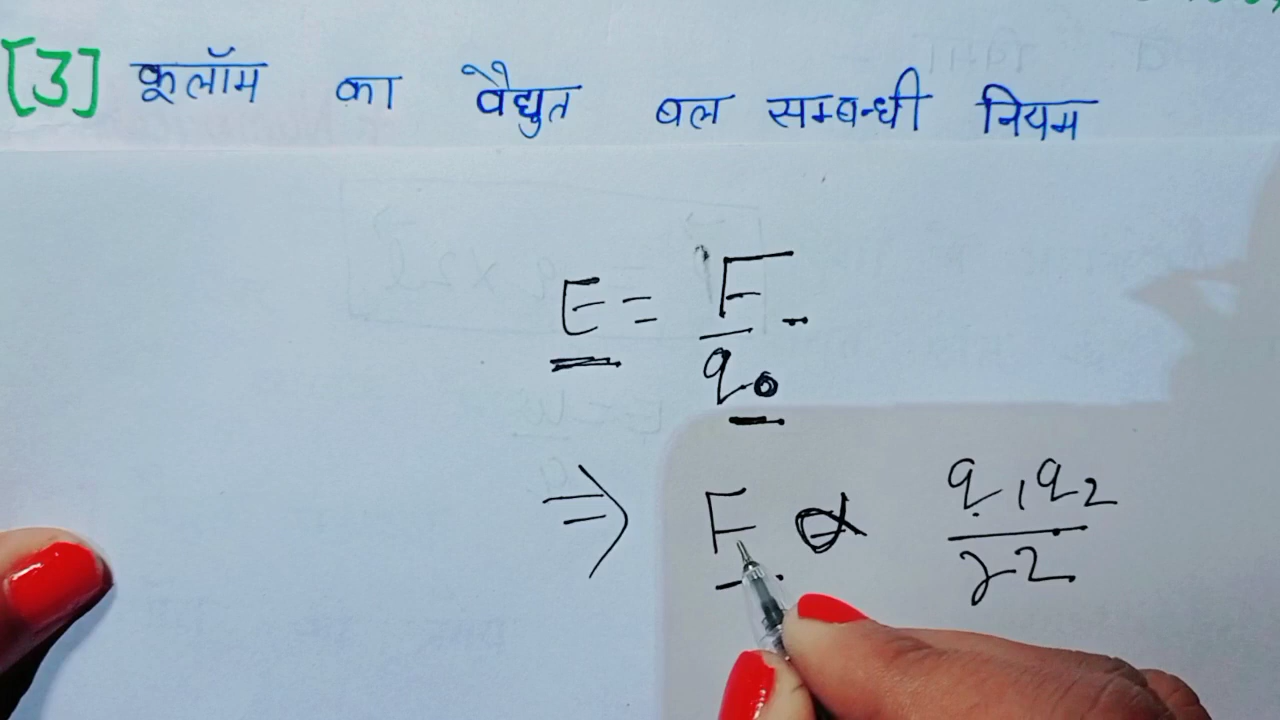 [3] कूलॉम का वैद्युत बल सम्बन्धी नियम
E = F
q₀
⇒ F ∝ q₁q₂
r2